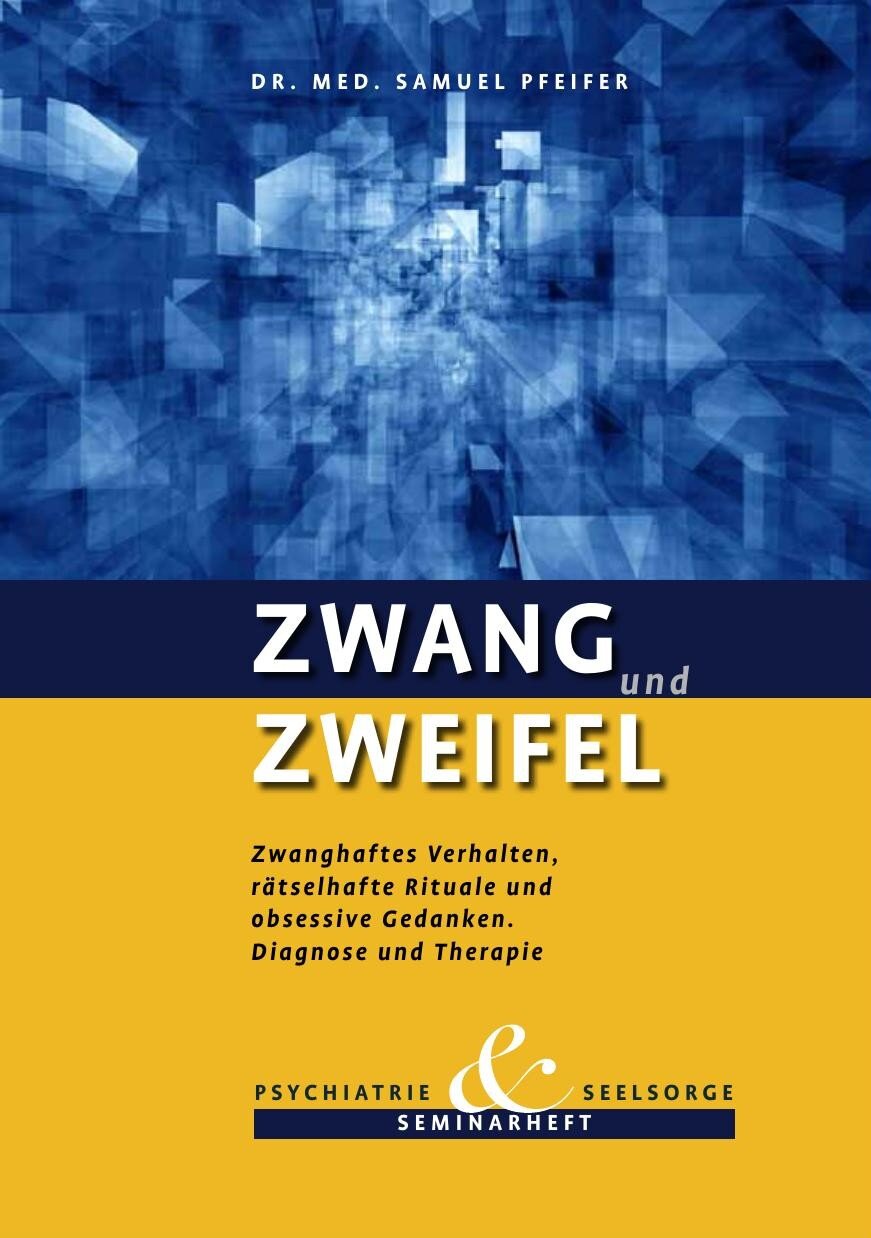 DR. MED. SAMUEL PFEIFER
ZWANG
und
ZWEIFEL
Zwanghaftes Verhalten,
rätselhafte Rituale und
obsessive Gedanken.
Diagnose und Therapie
PSYCHIATRIE & SEELSORGE
SEMINARHEFT